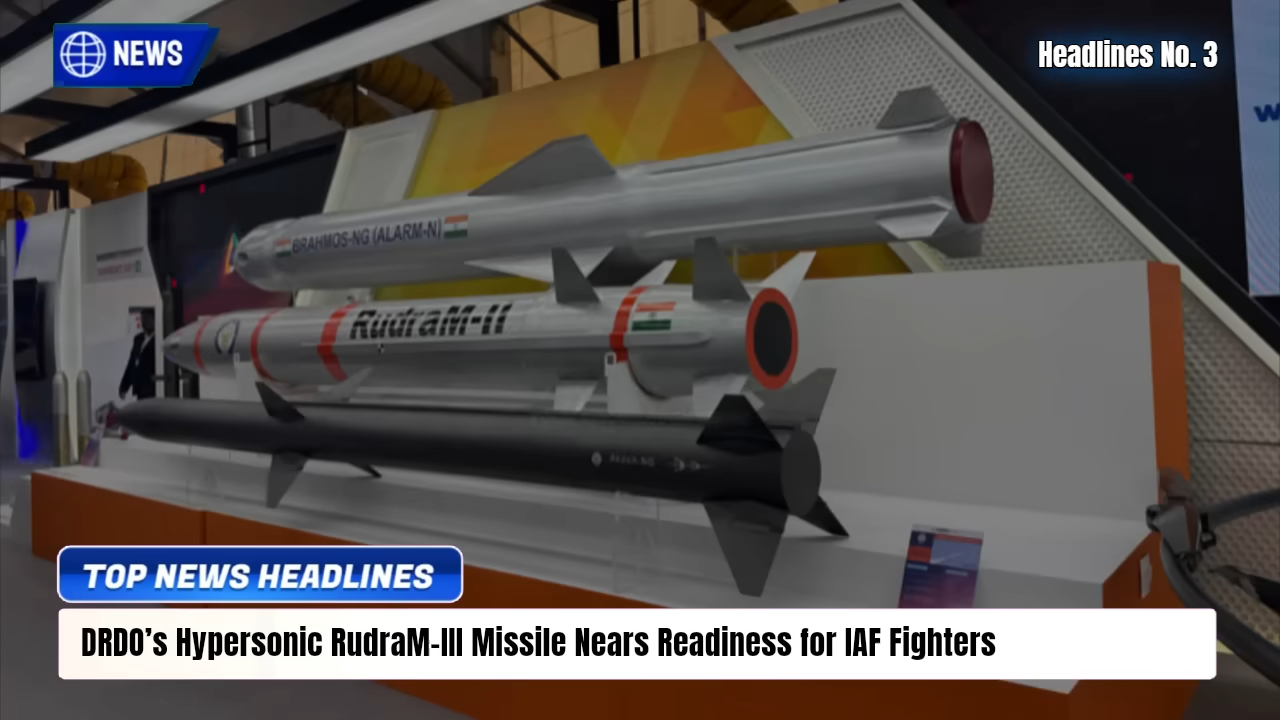 NEWS
Headlines No. 3
BRAHMOS-NG (ALARM-N)
RudraM-II
TOP NEWS HEADLINES
DRDO’s Hypersonic RudraM-III Missile Nears Readiness for IAF Fighters